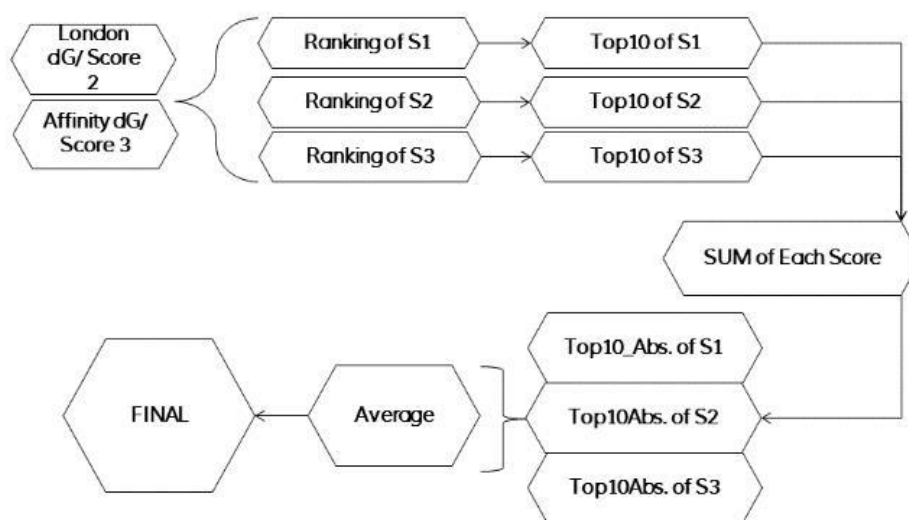 London
dG/ Score
2
Affinity dG/
Score 3
Ranking of S1
Top10 of S1
Ranking of S2
Top10 of S2
Ranking of S3
Top10 of S3
SUM of Each Score
Top10_Abs. of S1
Top10Abs. of S2
Top10Abs. of S3
Average
FINAL